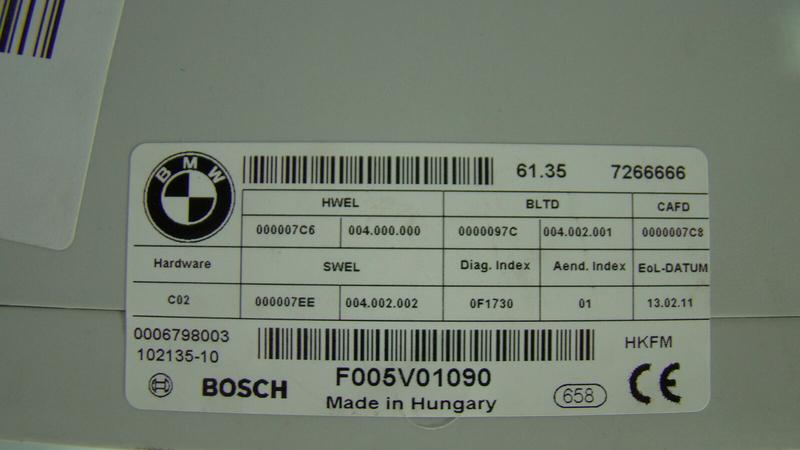 BMW
61.35 7266666
HWEL BLTD CAFD
000007C6 004.000.000 0000097C 004.002.001 0000007C8
Hardware SWEL Diag. Index Aend. Index EoL-DATUM
C02 000007EE 004.002.002 0F1730 01 13.02.11
0006798003
102135-10
HKFM
BOSCH F005V01090
Made in Hungary
658 CE